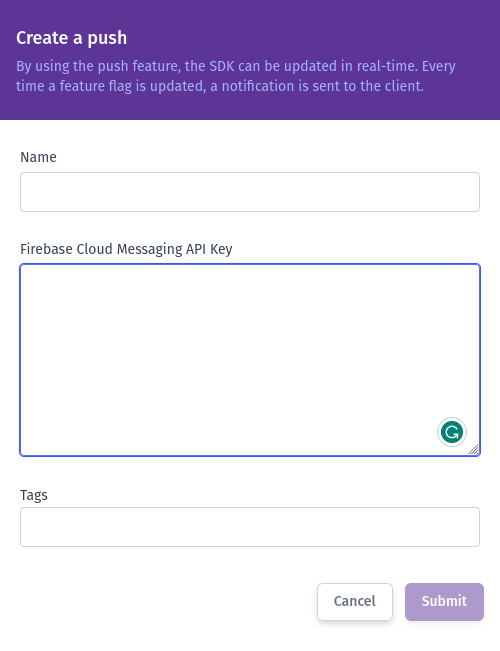 Create a push
By using the push feature, the SDK can be updated in real-time. Every
time a feature flag is updated, a notification is sent to the client.
Name
Firebase Cloud Messaging API Key
Tags
Cancel
Submit